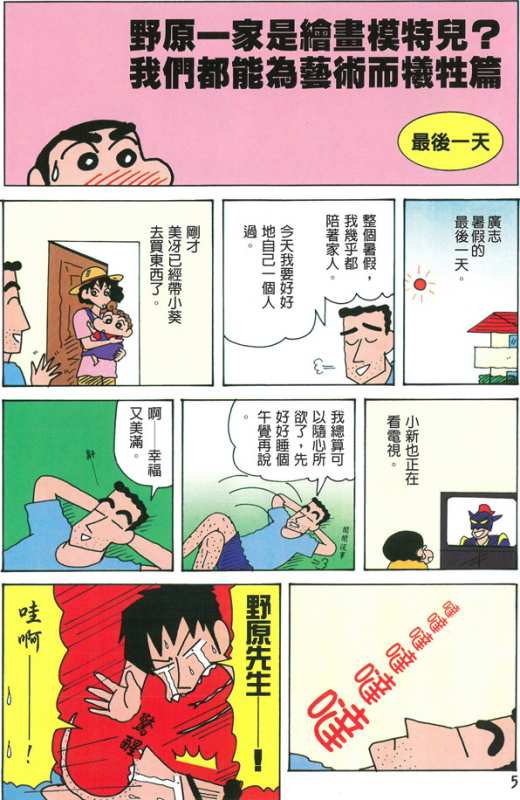 野原一家是繪畫模特兒？
我們都能為藝術而犧牲篇
最後一天
廣志
暑假的
最後一天。
整個暑假，
我幾乎都
陪著家人。
今天我要好好
地自己一個人
過。
剛才
美冴已經帶小葵
去買東西了。
小新也正在
看電視。
我總算可
以隨心所
欲了，先
好好睡個
午覺再說
。
啊——幸福
又美滿。
噠噠噠噠噠
野原先生——！
驚醒
哇啊——！
5